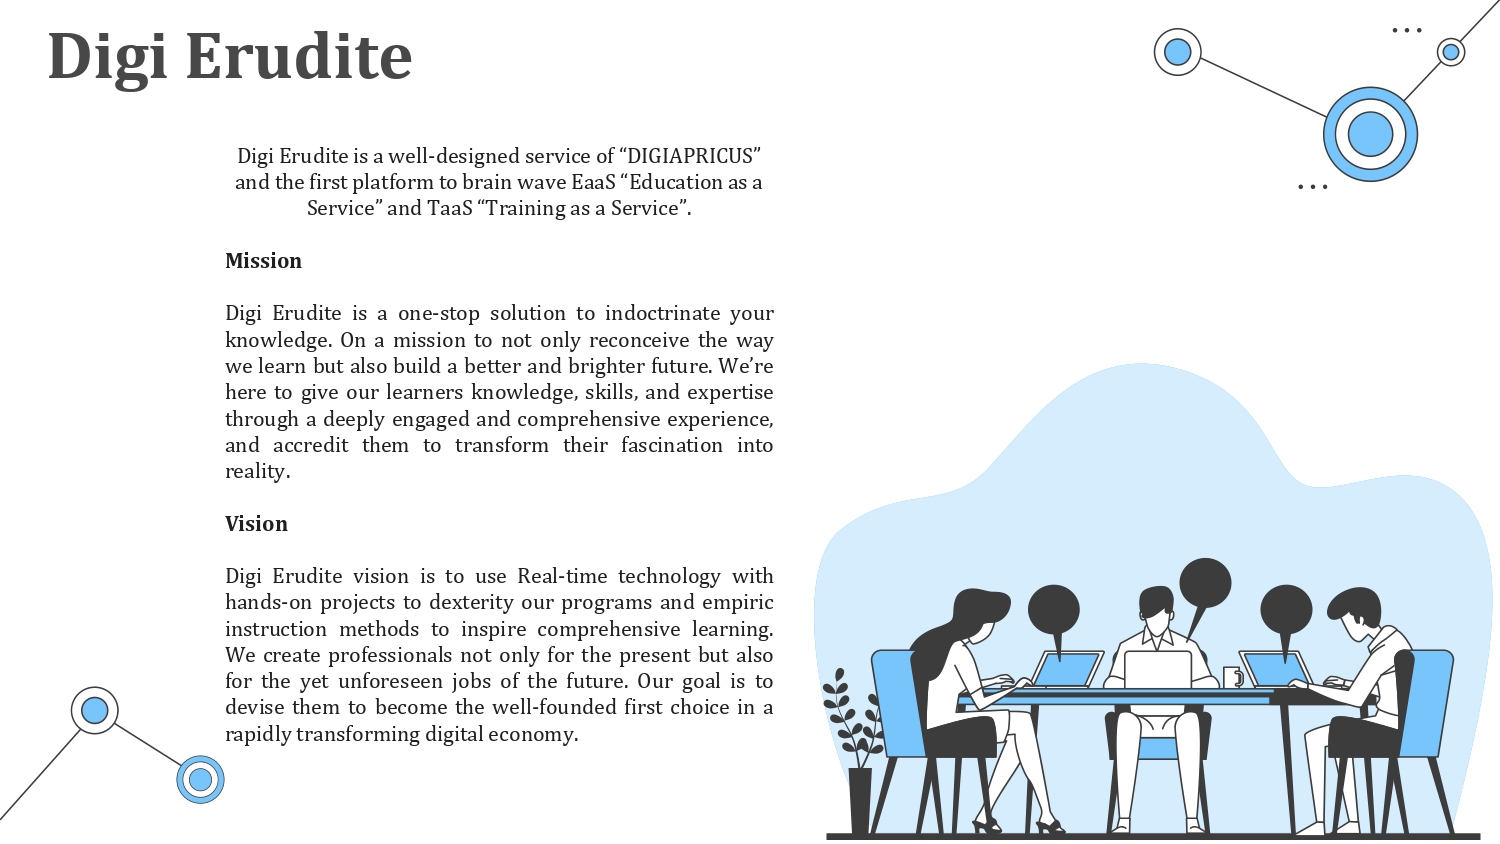 Digi Erudite
Digi Erudite is a well-designed service of “DIGIAPRICUS”
and the first platform to brain wave EaaS “Education as a
Service” and TaaS “Training as a Service”.
Mission
Digi Erudite is a one-stop solution to indoctrinate your
knowledge. On a mission to not only reconceive the way
we learn but also build a better and brighter future. We’re
here to give our learners knowledge, skills, and expertise
through a deeply engaged and comprehensive experience,
and accredit them to transform their fascination into
reality.
Vision
Digi Erudite vision is to use Real-time technology with
hands-on projects to dexterity our programs and empiric
instruction methods to inspire comprehensive learning.
We create professionals not only for the present but also
for the yet unforeseen jobs of the future. Our goal is to
devise them to become the well-founded first choice in a
rapidly transforming digital economy.